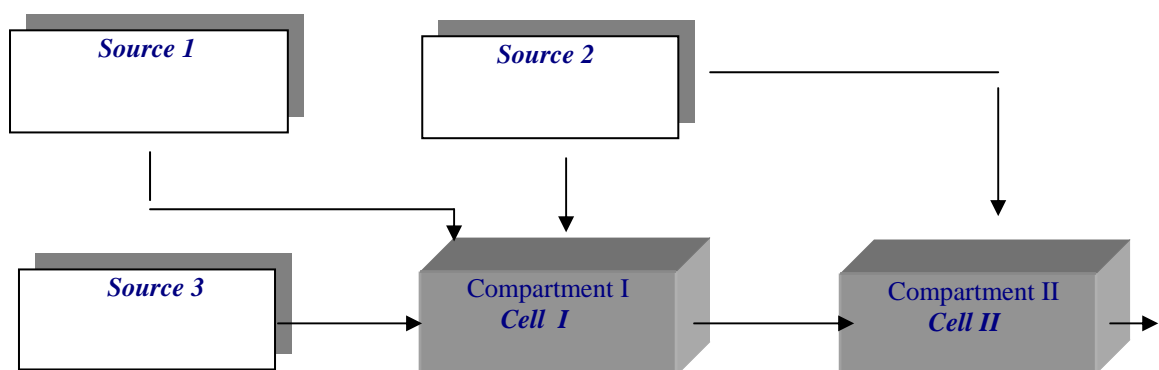 Source 1
Source 2
Source 3
Compartment I
Cell I
Compartment II
Cell II